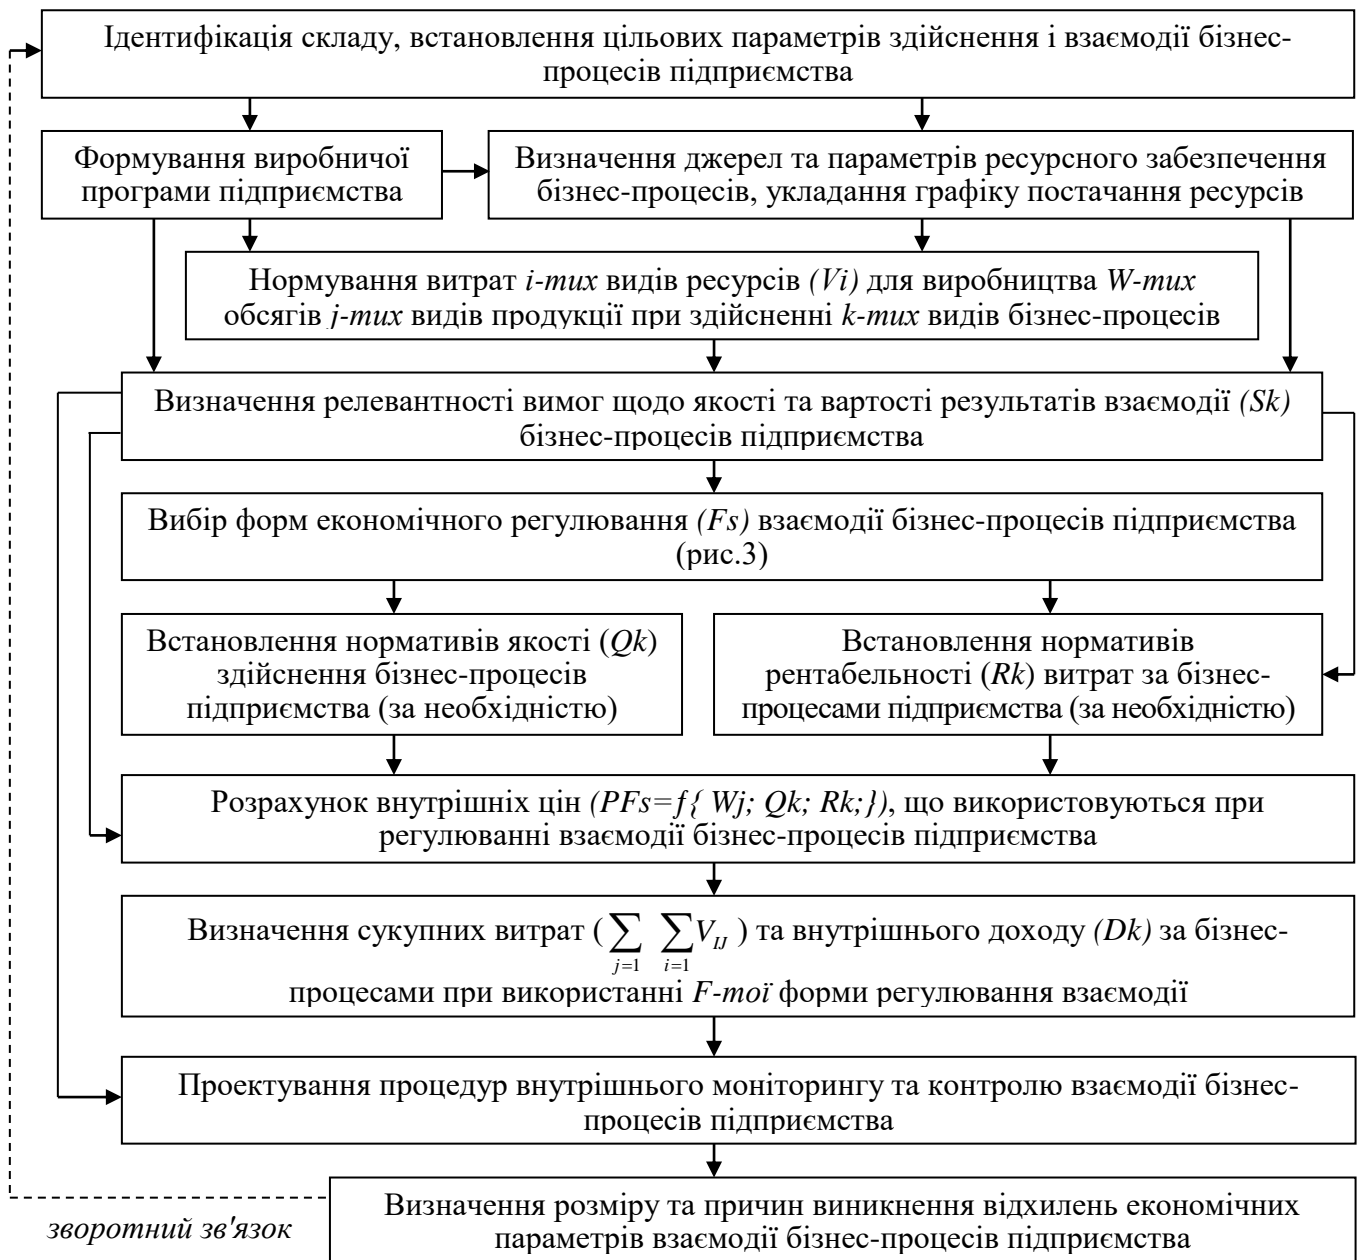 Ідентифікація складу, встановлення цільових параметрів здійснення і взаємодії бізнес-
процесів підприємства
Формування виробничої
програми підприємства
Визначення джерел та параметрів ресурсного забезпечення
бізнес-процесів, укладання графіку постачання ресурсів
Нормування витрат i-тих видів ресурсів (Vi) для виробництва W-тих
обсягів j-тих видів продукції при здійсненні k-тих видів бізнес-процесів
Визначення релевантності вимог щодо якості та вартості результатів взаємодії (Sk)
бізнес-процесів підприємства
Вибір форм економічного регулювання (Fs) взаємодії бізнес-процесів підприємства
(рис.3)
Встановлення нормативів якості (Qk)
здійснення бізнес-процесів
підприємства (за необхідністю)
Встановлення нормативів
рентабельності (Rk) витрат за бізнес-
процесами підприємства (за необхідністю)
Розрахунок внутрішніх цін (PFs=f{ Wj; Qk; Rk;}), що використовуються при
регулюванні взаємодії бізнес-процесів підприємства
Визначення сукупних витрат (∑ j=1 ∑ i=1 V IJ ) та внутрішнього доходу (Dk) за бізнес-
процесами при використанні F-тої форми регулювання взаємодії
Проектування процедур внутрішнього моніторингу та контролю взаємодії бізнес-
процесів підприємства
Визначення розміру та причин виникнення відхилень економічних
параметрів взаємодії бізнес-процесів підприємства
зворотний зв'язок